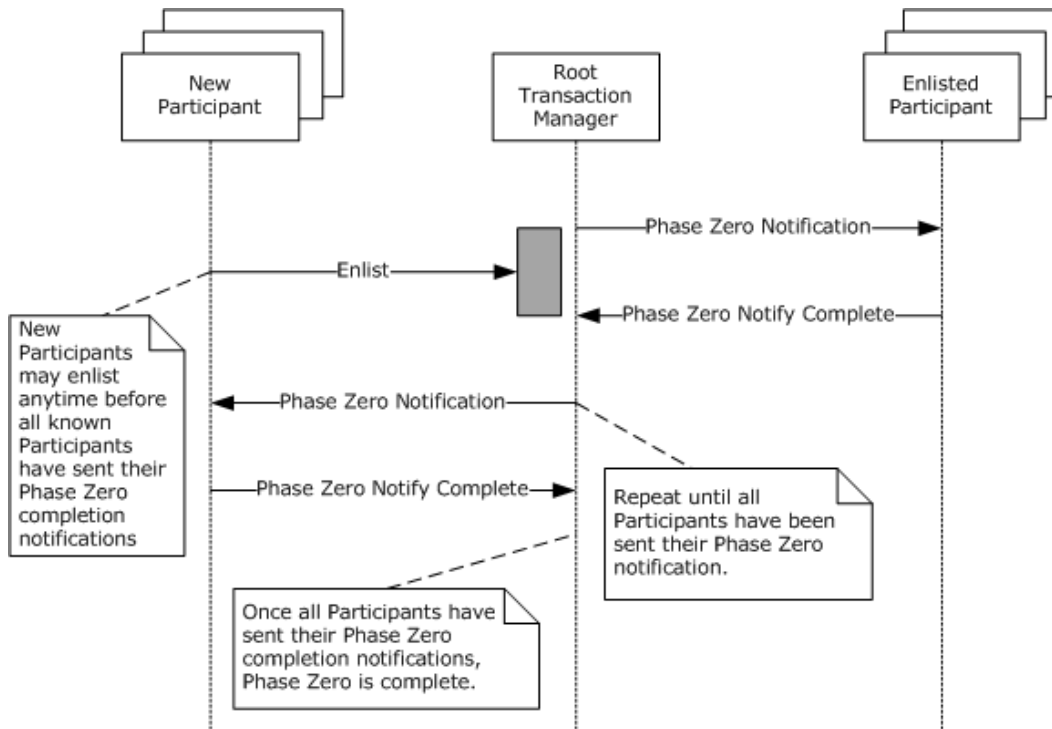 New
Participant
Root
Transaction
Manager
Enlisted
Participant
Phase Zero Notification
Enlist
Phase Zero Notify Complete
New
Participants
may enlist
anytime before
all known
Participants
have sent their
Phase Zero
completion
notifications
Phase Zero Notification
Phase Zero Notify Complete
Repeat until all
Participants have been
sent their Phase Zero
notification.
Once all Participants have
sent their Phase Zero
completion notifications,
Phase Zero is complete.